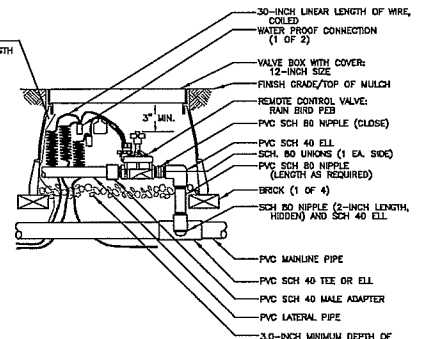 30-INCH LINEAR LENGTH OF WIRE,
COILED
WATER PROOF CONNECTION
(1 OF 2)
GTH
VALVE BOX WITH COVER:
12-INCH SIZE
FINISH GRADE/TOP OF MULCH
3" MIN.
REMOTE CONTROL VALVE:
RAIN BIRD PEB
PVC SCH 80 NIPPLE (CLOSE)
PVC SCH 40 ELL
SCH. 80 UNIONS (1 EA. SIDE)
PVC SCH 80 NIPPLE
(LENGTH AS REQUIRED)
BRICK (1 OF 4)
SCH 80 NIPPLE (2-INCH LENGTH,
HIDDEN) AND SCH 40 ELL
PVC MAINLINE PIPE
PVC SCH 40 TEE OR ELL
PVC SCH 40 MALE ADAPTER
PVC LATERAL PIPE
3.0-INCH MINIMUM DEPTH OF